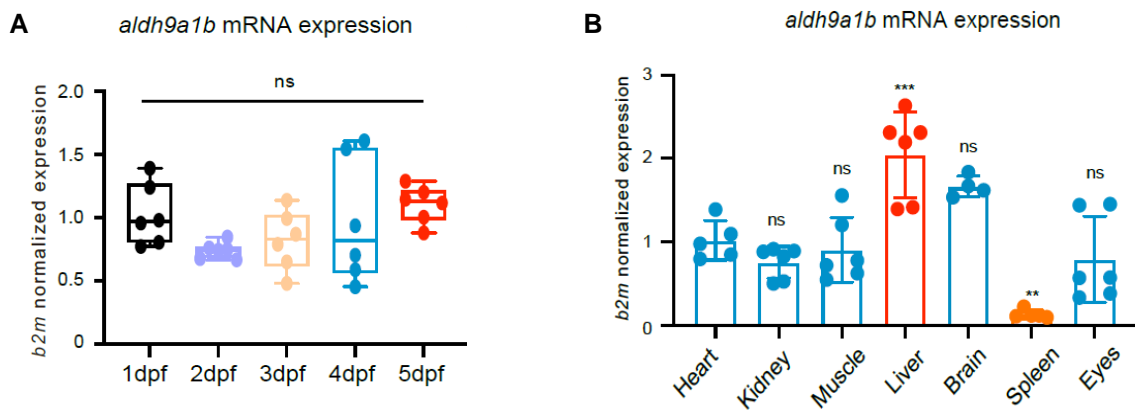 A
aldh9a1b mRNA expression
ns
b2m normalized expression
2.0
1.5
1.0
0.5
0
1dpf 2dpf 3dpf 4dpf 5dpf
B
aldh9a1b mRNA expression
b2m normalized expression
3
2
1
0
ns
ns
***
ns
**
ns
Heart Kidney Muscle Liver Brain Spleen Eyes